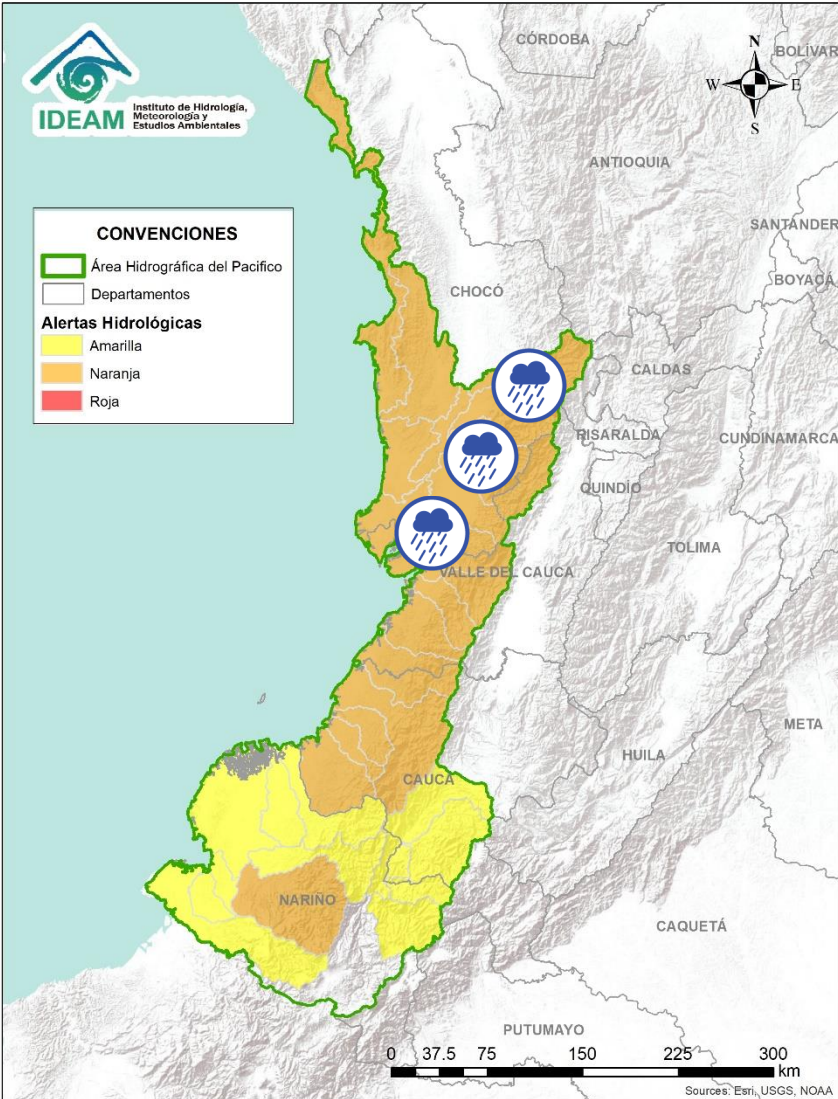 IDEAM
Instituto de Hidrología,
Meteorología y
Estudios Ambientales
CÓRDOBA
BOLÍVAR
N
W
E
S
ANTIOQUIA
SANTANDER
BOYACÁ
CONVENCIONES
Área Hidrográfica del Pacifico
Departamentos
Alertas Hidrológicas
Amarilla
Naranja
Roja
CHOCÓ
CALDAS
RISARALDA
CUNDINAMARCA
QUINDÍO
TOLIMA
VALLE DEL CAUCA
META
HUILA
CAUCA
NARIÑO
CAQUETÁ
PUTUMAYO
0 37.5 75 150 225 300
km
Sources: Esri, USGS, NOAA